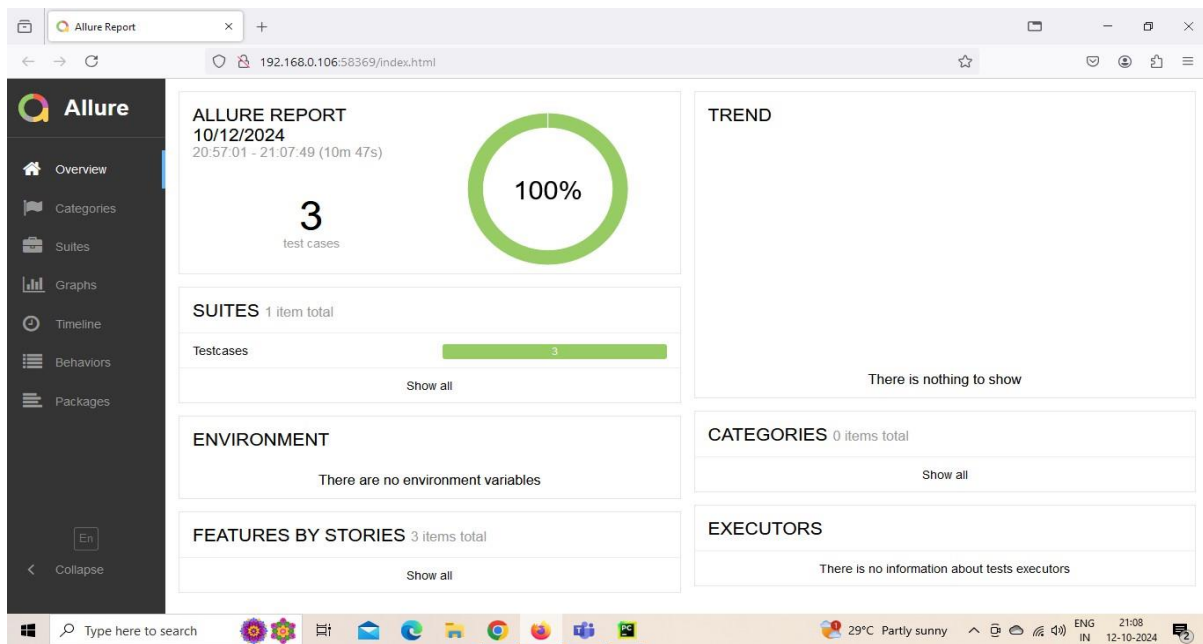 Allure Report
192.168.0.106:58369/index.html
Allure
Overview
Categories
Suites
Graphs
Timeline
Behaviors
Packages
En
Collapse
ALLURE REPORT
10/12/2024
20:57:01 - 21:07:49 (10m 47s)
3
test cases
100%
SUITES 1 item total
Testcases
3
Show all
ENVIRONMENT
There are no environment variables
FEATURES BY STORIES 3 items total
Show all
TREND
There is nothing to show
CATEGORIES 0 items total
Show all
EXECUTORS
There is no information about tests executors
Type here to search
PC
29°C Partly sunny
ENG
IN
21:08
12-10-2024